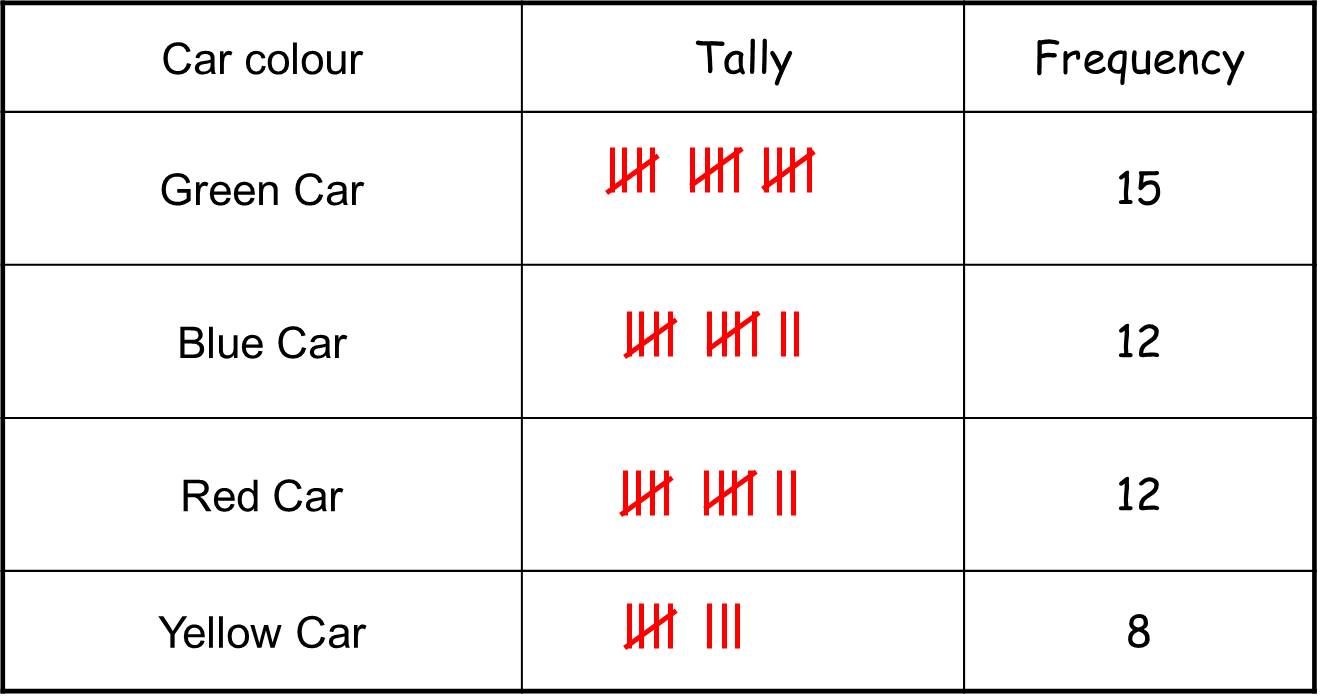 Car colour Tally Frequency
Green Car 15
Blue Car 12
Red Car 12
Yellow Car 8